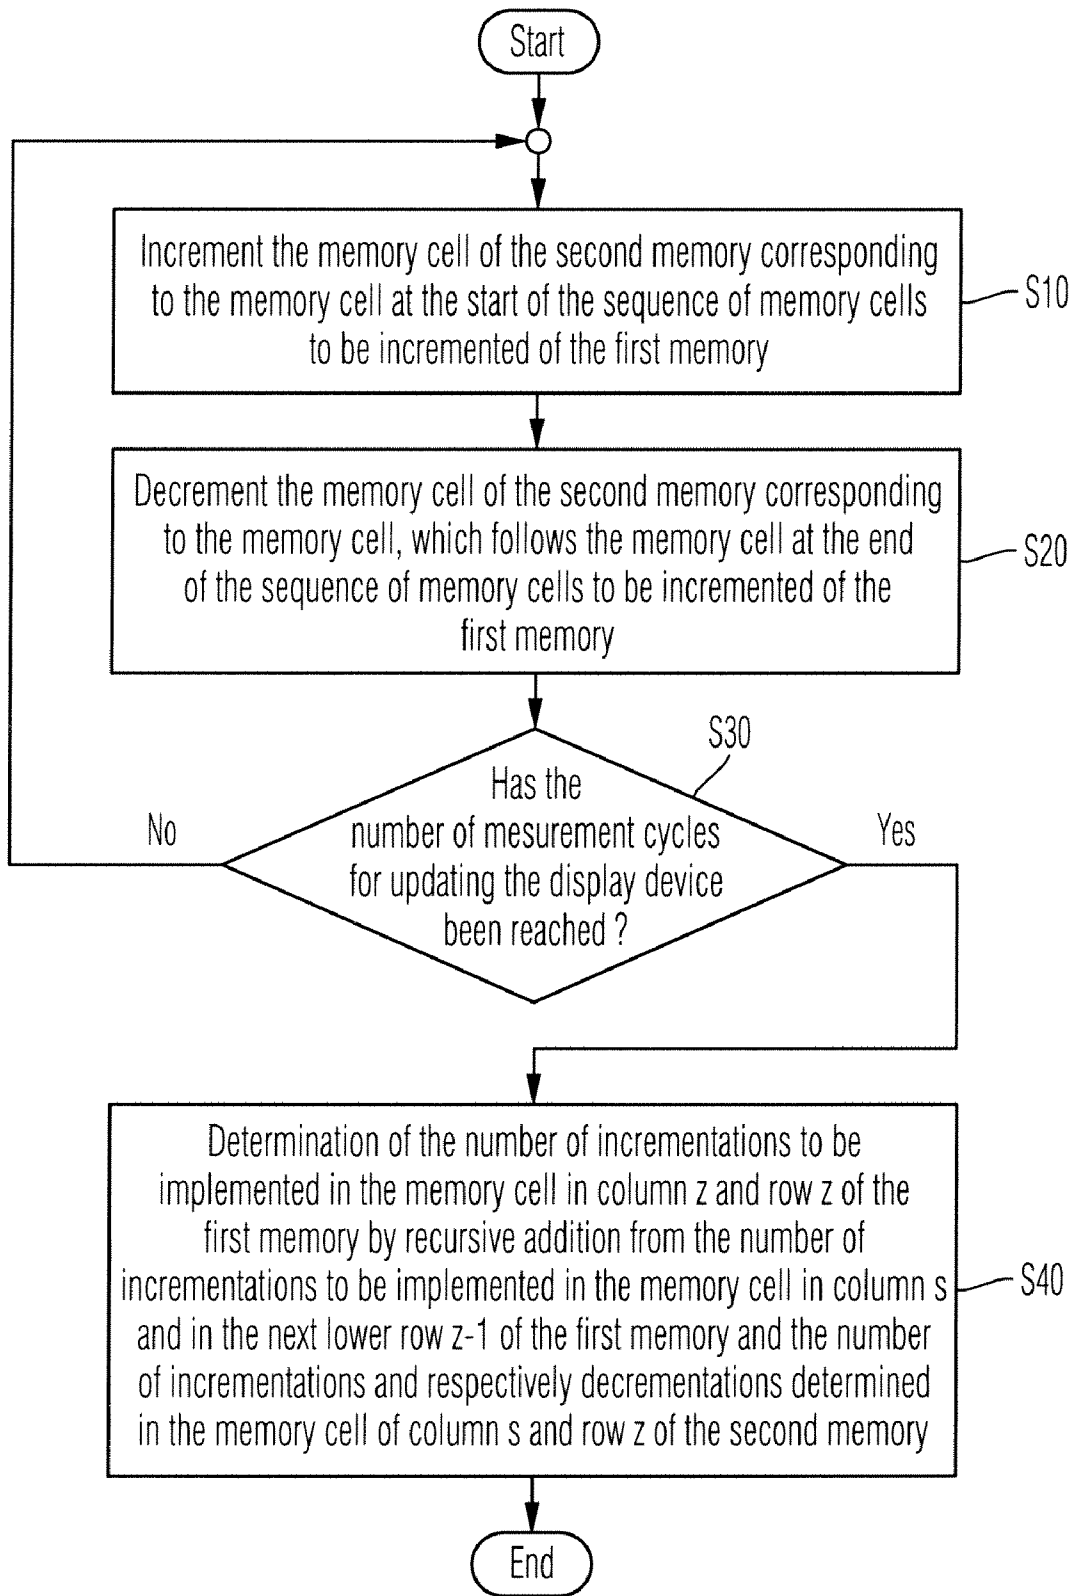 Start
Increment the memory cell of the second memory corresponding
to the memory cell at the start of the sequence of memory cells
to be incremented of the first memory
S10
Decrement the memory cell of the second memory corresponding
to the memory cell, which follows the memory cell at the end
of the sequence of memory cells to be incremented of the
first memory
S20
S30
Has the
number of mesurement cycles
for updating the display device
been reached ?
No
Yes
Determination of the number of incrementations to be
implemented in the memory cell in column z and row z of the
first memory by recursive addition from the number of
incrementations to be implemented in the memory cell in column s
and in the next lower row z-1 of the first memory and the number
of incrementations and respectively decrementations determined
in the memory cell of column s and row z of the second memory
S40
End